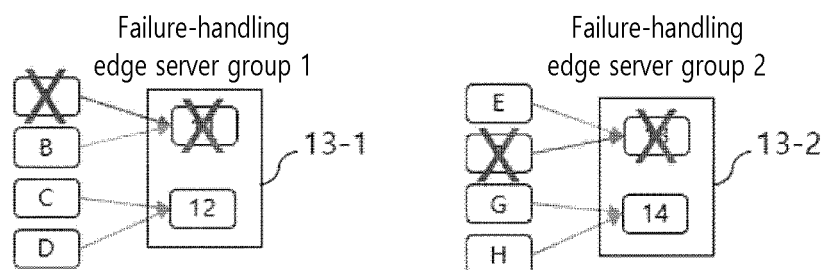 Failure-handling
edge server group 1
B
C
D
12
13-1
Failure-handling
edge server group 2
E
G
H
14
13-2